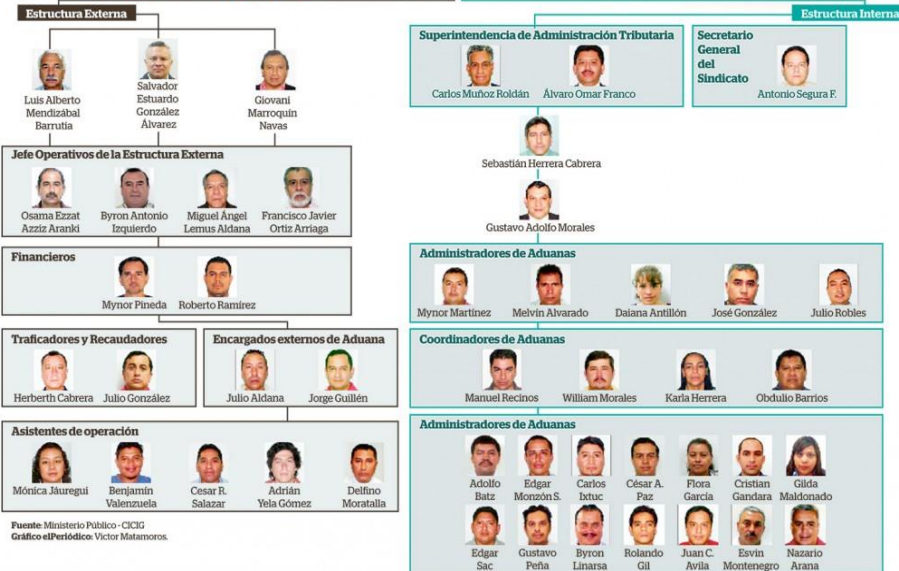 Estructura Externa
Luis Alberto
Mendizábal
Barrutia
Salvador
Estuardo
González
Álvarez
Giovani
Marroquín
Navas
Jefe Operativos de la Estructura Externa
Osama Ezzat
Azziz Aranki
Byron Antonio
Izquierdo
Miguel Ángel
Lemus Aldana
Francisco Javier
Ortiz Arriaga
Financieros
Mynor Pineda
Roberto Ramírez
Traficadores y Recaudadores
Herberth Cabrera
Julio González
Encargados externos de Aduana
Julio Aldana
Jorge Guillén
Asistentes de operación
Mónica Jáuregui
Benjamín
Valenzuela
Cesar R.
Salazar
Adrián
Yela Gómez
Delfino
Moratalla
Fuente: Ministerio Público - CICIG
Gráfico elPeriódico: Víctor Matamoros.
Estructura Interna
Superintendencia de Administración Tributaria
Carlos Muñoz Roldán
Álvaro Omar Franco
Secretario
General
del
Sindicato
Antonio Segura F.
Sebastián Herrera Cabrera
Gustavo Adolfo Morales
Administradores de Aduanas
Mynor Martínez
Melvin Alvarado
Daiana Antillón
José González
Julio Robles
Coordinadores de Aduanas
Manuel Recinos
William Morales
Karla Herrera
Obdulio Barrios
Administradores de Aduanas
Adolfo
Batz
Edgar
Monzón S.
Carlos
Ixtuc
César A.
Paz
Flora
García
Cristian
Gandara
Gilda
Maldonado
Edgar
Sac
Gustavo
Peña
Byron
Linarsa
Rolando
Gil
Juan C.
Avila
Esvin
Montenegro
Nazario
Arana